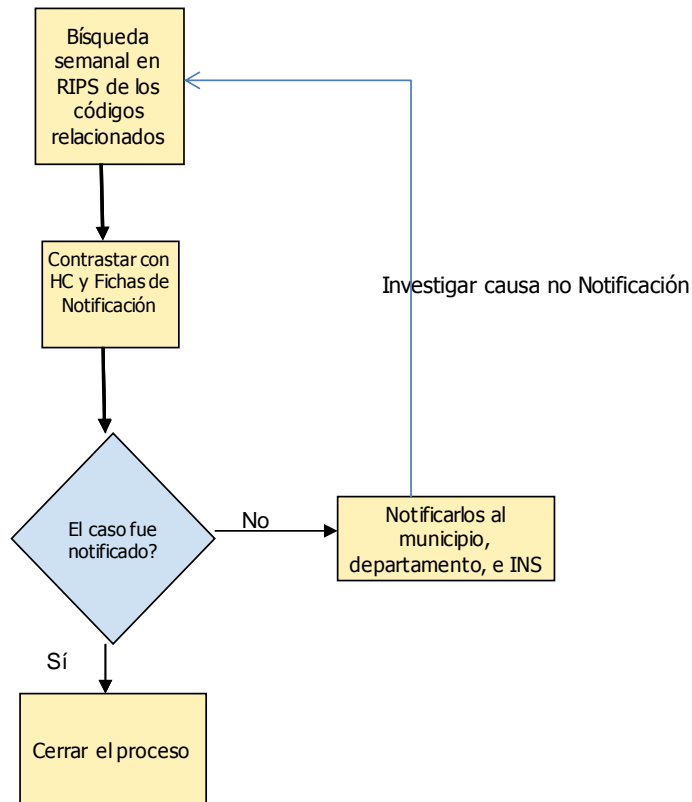 Bísqueda
semanal en
RIPS de los
códigos
relacionados
Contrastar con
HC y Fichas de
Notificación
Investigar causa no Notificación
El caso fue
notificado?
No
Notificarlos al
municipio,
departamento, e INS
Sí
Cerrar el proceso